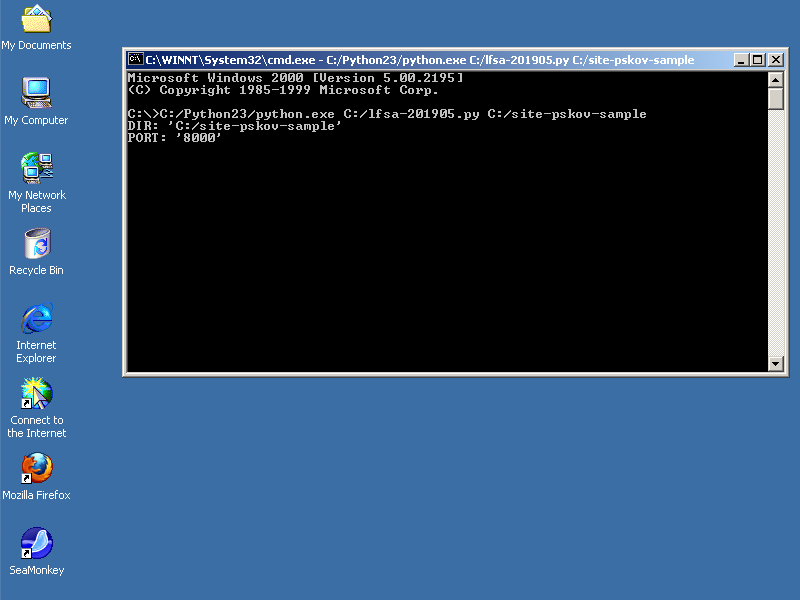 My Documents
My Computer
My Network
Places
Recycle Bin
Internet
Explorer
Connect to
the Internet
Mozilla Firefox
SeaMonkey
C:\WINNT\System32\cmd.exe - C:/Python23/python.exe C:/lfsa-201905.py C:/site-pskov-sample
Microsoft Windows 2000 [Version 5.00.2195]
(C) Copyright 1985-1999 Microsoft Corp.
C:\>C:/Python23/python.exe C:/lfsa-201905.py C:/site-pskov-sample
DIR: 'C:/site-pskov-sample'
PORT: '8000'